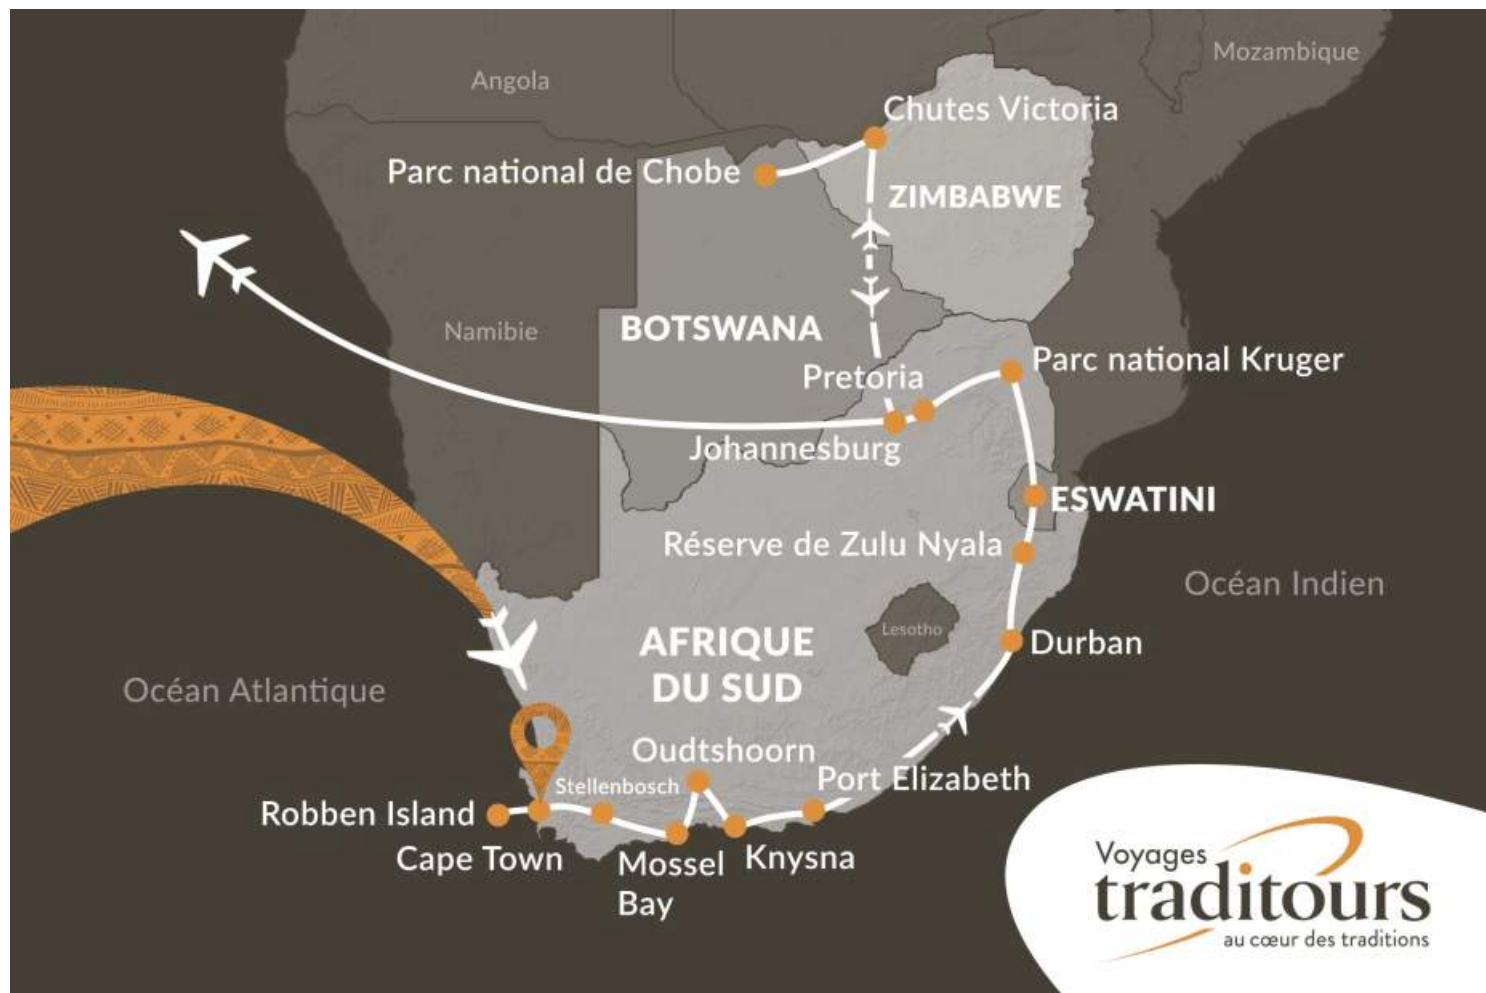 Angola
Mozambique
Chutes Victoria
Parc national de Chobe
ZIMBABWE
Namibie
BOTSWANA
Parc national Kruger
Pretoria
Johannesburg
ESWATINI
Réserve de Zulu Nyala
Océan Indien
Lesotho
Durban
AFRIQUE
DU SUD
Océan Atlantique
Oudtshoorn
Stellenbosch
Port Elizabeth
Robben Island
Cape Town
Mossel
Bay
Knysna
Voyages
traditours
au cœur des traditions